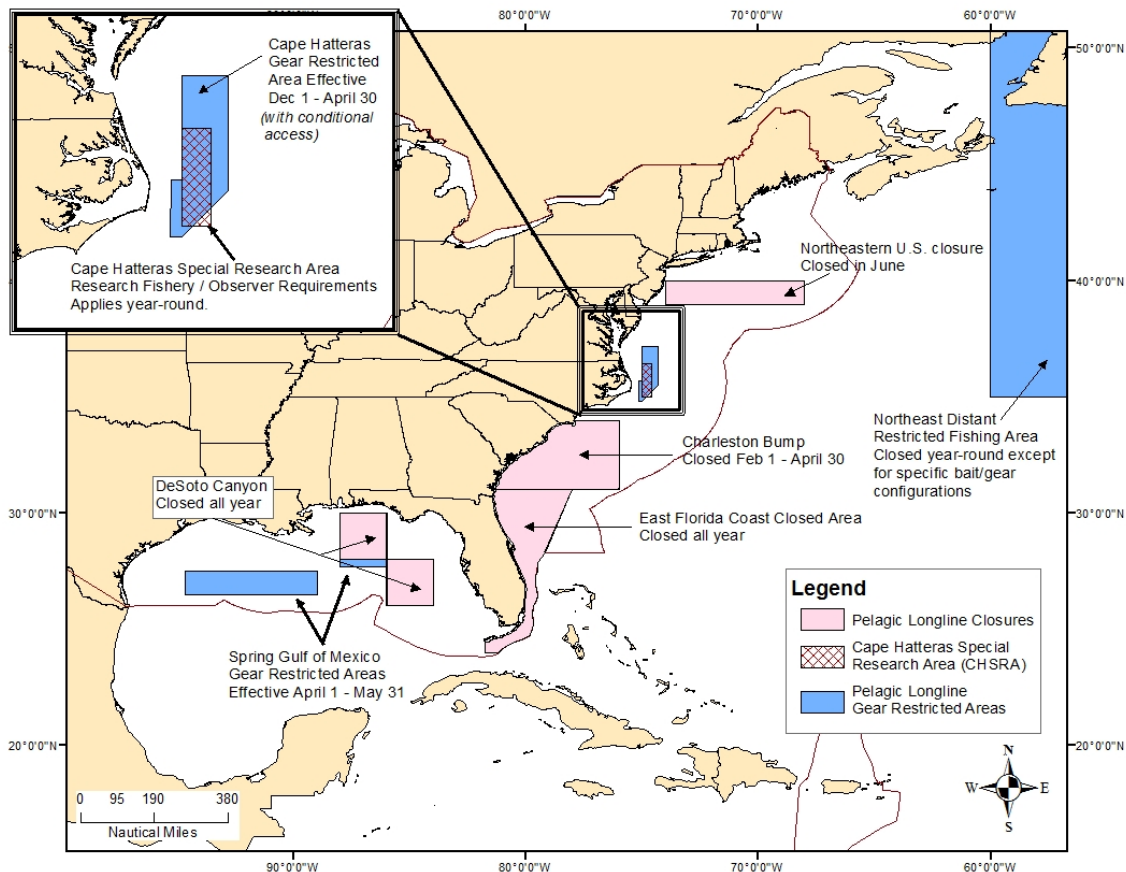 80°0'0"W
70°0'0"W
60°0'0"W
50°0'0"N
40°0'0"N
30°0'0"N
20°0'0"N
Cape Hatteras
Gear Restricted
Area Effective
Dec 1 - April 30
(with conditional
access)
Cape Hatteras Special Research Area
Research Fishery / Observer Requirements
Applies year-round.
Northeastern U.S. closure
Closed in June
Northeast Distant
Restricted Fishing Area
Closed year-round except
for specific bait/gear
configurations
Charleston Bump
Closed Feb 1 - April 30
DeSoto Canyon
Closed all year
East Florida Coast Closed Area
Closed all year
30°0'0"N
Spring Gulf of Mexico
Gear Restricted Areas
Effective April 1 - May 31
Legend
Pelagic Longline Closures
Cape Hatteras Special
Research Area (CHSRA)
Pelagic Longline
Gear Restricted Areas
20°0'0"N
0 95 190 380
Nautical Miles
N
W E
S
90°0'0"W
80°0'0"W
70°0'0"W
60°0'0"W